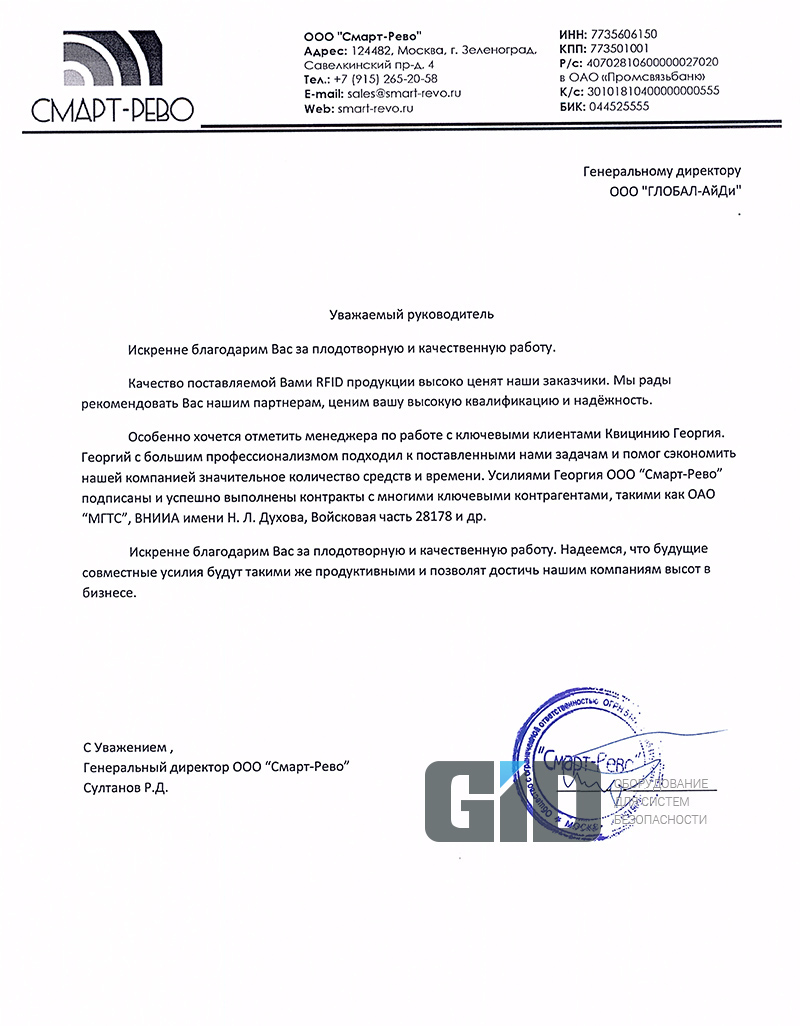 СМАРТ-РЕВО
ООО "Смарт-Рево"
Адрес: 124482, Москва, г. Зеленоград,
Савелкинский пр-д, 4
Тел.: +7 (915) 265-20-58
E-mail: sales@smart-revo.ru
Web: smart-revo.ru
ИНН: 7735606150
КПП: 773501001
Р/с: 40702810600000027020
в ОАО «Промсвязьбанк»
К/с: 30101810400000000555
БИК: 044525555
Генеральному директору
ООО "ГЛОБАЛ-АйДи"
Уважаемый руководитель
Искренне благодарим Вас за плодотворную и качественную работу.
Качество поставляемой Вами RFID продукции высоко ценят наши заказчики. Мы рады
рекомендовать Вас нашим партнерам, ценим вашу высокую квалификацию и надёжность.
Особенно хочется отметить менеджера по работе с ключевыми клиентами Квицинию Георгия.
Георгий с большим профессионализмом подходил к поставленными нами задачам и помог сэкономить
нашей компанией значительное количество средств и времени. Усилиями Георгия ООО “Смарт-Рево”
подписаны и успешно выполнены контракты с многими ключевыми контрагентами, такими как ОАО
“МГТС”, ВНИИА имени Н. Л. Духова, Войсковая часть 28178 и др.
Искренне благодарим Вас за плодотворную и качественную работу. Надеемся, что будущие
совместные усилия будут такими же продуктивными и позволят достичь нашим компаниям высот в
бизнесе.
С Уважением ,
Генеральный директор ООО “Смарт-Рево”
Султанов Р.Д.
Общество с ограниченной ответственностью ОГРН
"Смарт-Рево"
МОСКВА
GID
ОБОРУДОВАНИЕ
ДЛЯ СИСТЕМ
БЕЗОПАСНОСТИ